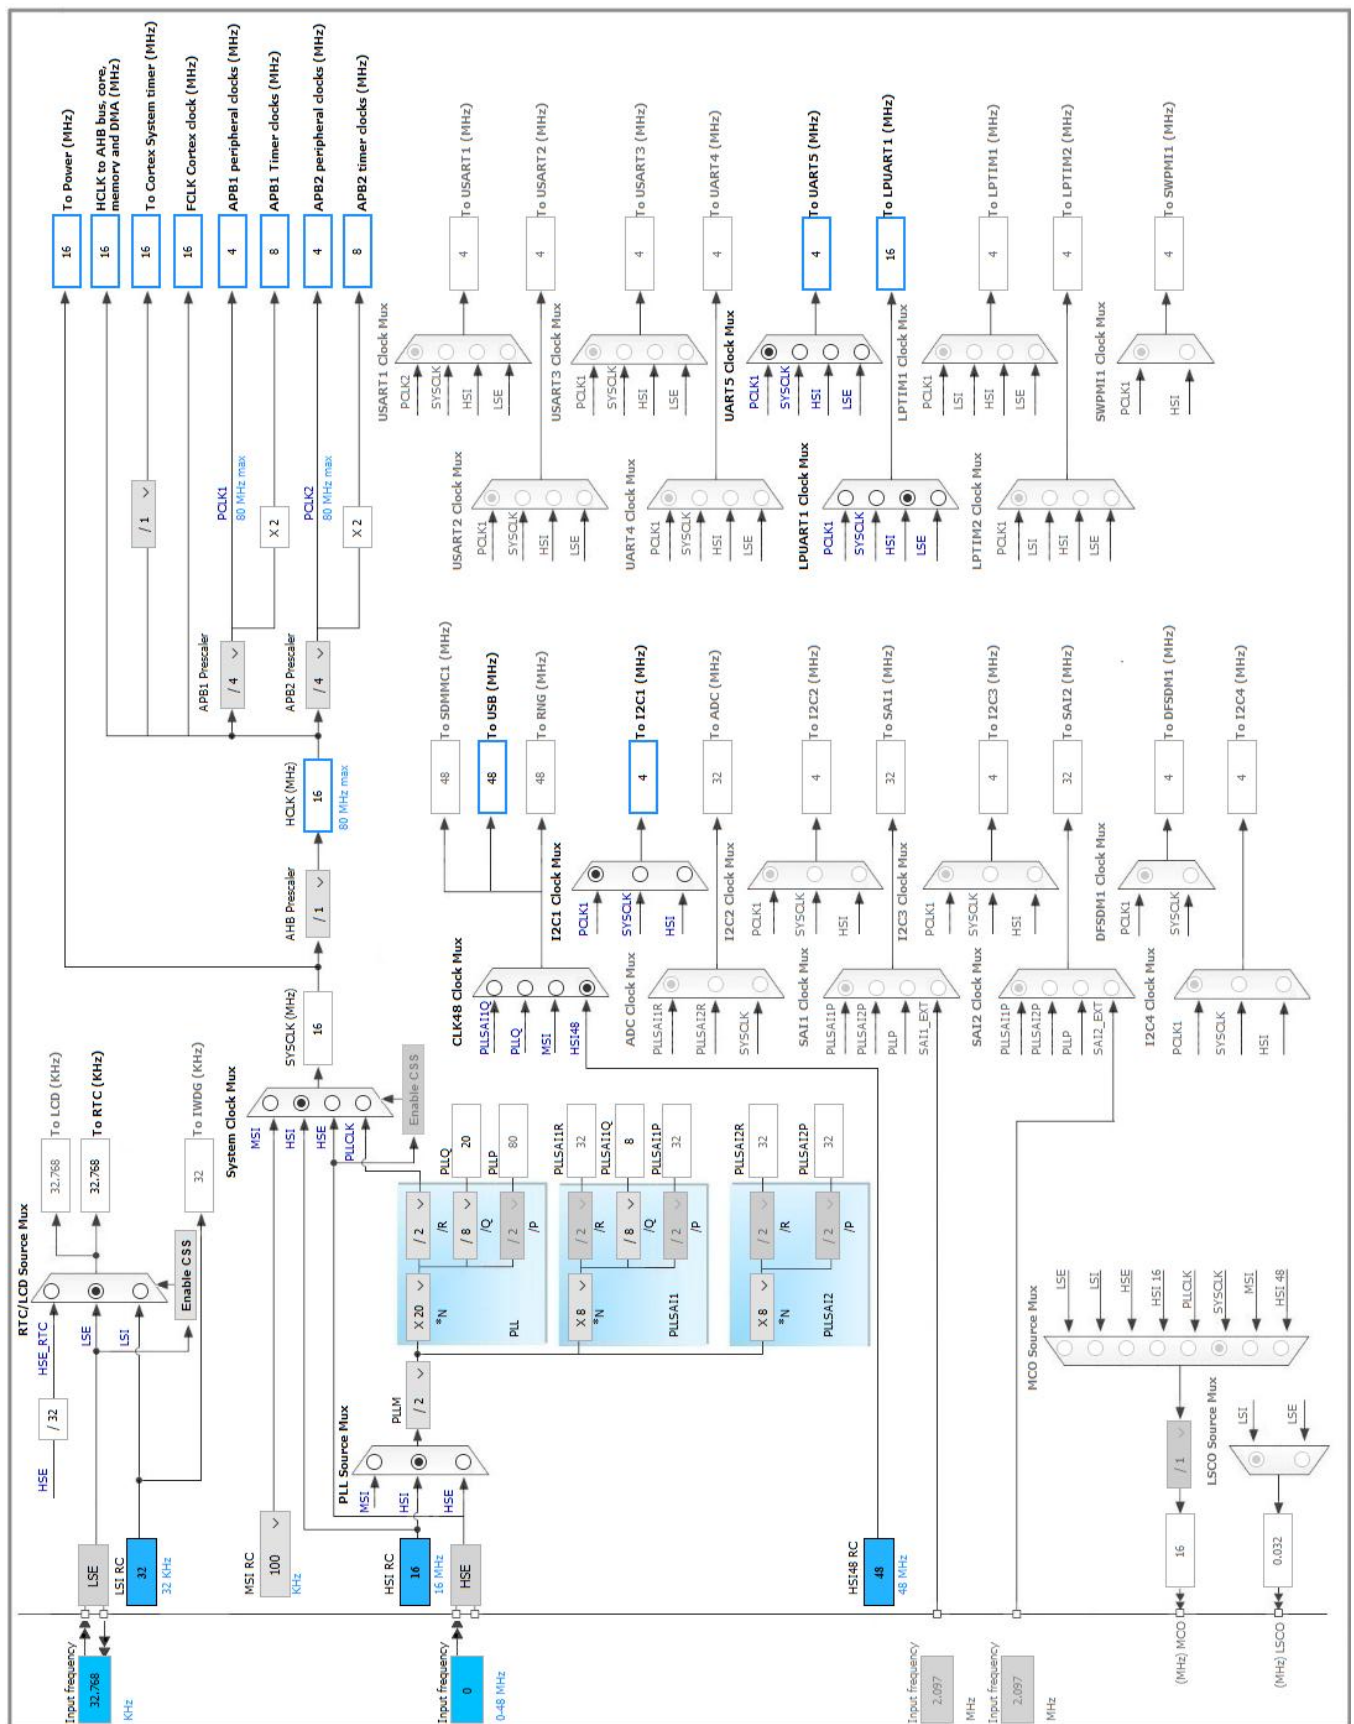 Input frequency
32.768
KHz
LSE
LSI RC
32
32 KHz
HSE
/ 32
HSE_RTC
LSE
LSI
RTC/LCD Source Mux
Enable CSS
32.768
To LCD (KHz)
32.768
To RTC (KHz)
32
To IWDG (KHz)
MSI RC
100
KHz
Input frequency
0
0-48 MHz
HSI RC
16
16 MHz
HSE
HSI48 RC
48
48 MHz
PLL Source Mux
MSI
HSI
HSE
PLLM
/ 2
X 20
*N
PLL
/ 2
/R
/ 8
/Q
/ 2
/P
PLLQ
20
PLLP
80
X 8
*N
PLLSAI1
/ 2
/R
/ 8
/Q
/ 2
/P
PLLSAI1R
32
PLLSAI1Q
8
PLLSAI1P
32
X 8
*N
PLLSAI2
/ 2
/R
/ 2
/P
PLLSAI2R
32
PLLSAI2P
32
System Clock Mux
MSI
HSI
HSE
PLLCLK
Enable CSS
SYSCLK (MHz)
16
AHB Prescaler
/ 1
HCLK (MHz)
16
80 MHz max
APB1 Prescaler
/ 4
APB2 Prescaler
/ 4
/ 1
PCLK1
80 MHz max
X 2
PCLK2
80 MHz max
X 2
16
To Power (MHz)
16
HCLK to AHB bus, core,
memory and DMA (MHz)
16
To Cortex System timer (MHz)
16
FCLK Cortex clock (MHz)
4
APB1 peripheral clocks (MHz)
8
APB1 Timer clocks (MHz)
4
APB2 peripheral clocks (MHz)
8
APB2 timer clocks (MHz)
CLK48 Clock Mux
PLLSAI1Q
PLLQ
MSI
HSI48
48
To SDMMC1 (MHz)
48
To USB (MHz)
48
To RNG (MHz)
I2C1 Clock Mux
PCLK1
SYSCLK
HSI
4
To I2C1 (MHz)
ADC Clock Mux
PLLSAI1R
PLLSAI2R
SYSCLK
32
To ADC (MHz)
I2C2 Clock Mux
PCLK1
SYSCLK
HSI
4
To I2C2 (MHz)
SAI1 Clock Mux
PLLSAI1P
PLLSAI2P
PLLP
SAI1_EXT
32
To SAI1 (MHz)
I2C3 Clock Mux
PCLK1
SYSCLK
HSI
4
To I2C3 (MHz)
SAI2 Clock Mux
PLLSAI1P
PLLSAI2P
PLLP
SAI2_EXT
32
To SAI2 (MHz)
DFSDM1 Clock Mux
PCLK1
SYSCLK
4
To DFSDM1 (MHz)
I2C4 Clock Mux
PCLK1
SYSCLK
HSI
4
To I2C4 (MHz)
USART1 Clock Mux
PCLK2
SYSCLK
HSI
LSE
4
To USART1 (MHz)
USART2 Clock Mux
PCLK1
SYSCLK
HSI
LSE
4
To USART2 (MHz)
USART3 Clock Mux
PCLK1
SYSCLK
HSI
LSE
4
To USART3 (MHz)
UART4 Clock Mux
PCLK1
SYSCLK
HSI
LSE
4
To UART4 (MHz)
UART5 Clock Mux
PCLK1
SYSCLK
HSI
LSE
4
To UART5 (MHz)
LPUART1 Clock Mux
PCLK1
SYSCLK
HSI
LSE
16
To LPUART1 (MHz)
LPTIM1 Clock Mux
PCLK1
LSI
HSI
LSE
4
To LPTIM1 (MHz)
LPTIM2 Clock Mux
PCLK1
LSI
HSI
LSE
4
To LPTIM2 (MHz)
SWPMI1 Clock Mux
PCLK1
HSI
4
To SWPMI1 (MHz)
Input frequency
2.097
MHz
Input frequency
2.097
MHz
MCO Source Mux
LSE
LSI
HSE
HSI 16
PLLCLK
SYSCLK
MSI
HSI 48
/ 1
16
(MHz) MCO
LSCO Source Mux
LSI
LSE
0.032
(MHz) LSCO